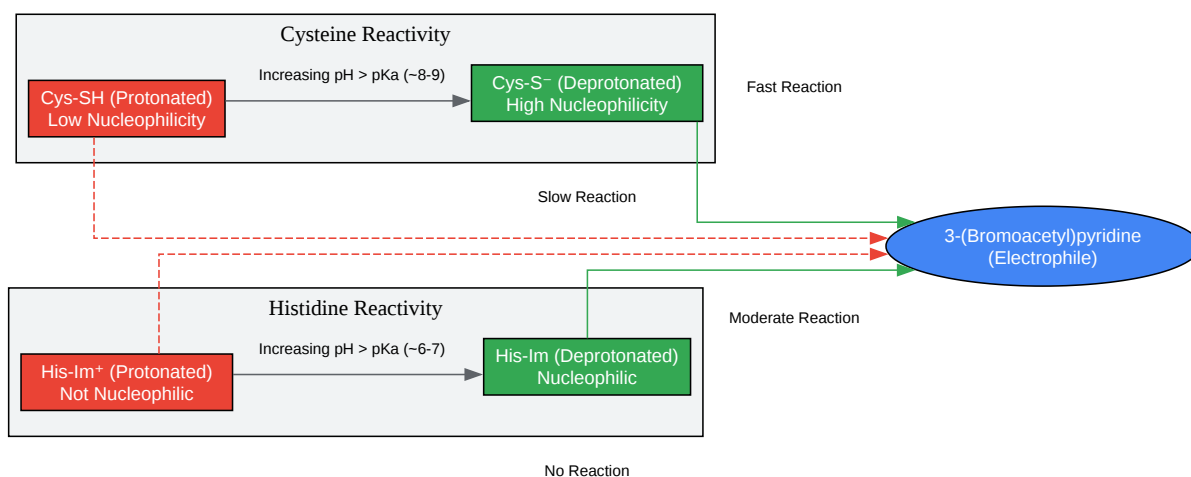 Cysteine Reactivity
Increasing pH > pKa (~8-9)
Cys-SH (Protonated)
Low Nucleophilicity
Cys-S⁻ (Deprotonated)
High Nucleophilicity
Fast Reaction
Slow Reaction
3-(Bromoacetyl)pyridine
(Electrophile)
Histidine Reactivity
Moderate Reaction
Increasing pH > pKa (~6-7)
His-Im⁺ (Protonated)
Not Nucleophilic
His-Im (Deprotonated)
Nucleophilic
No Reaction